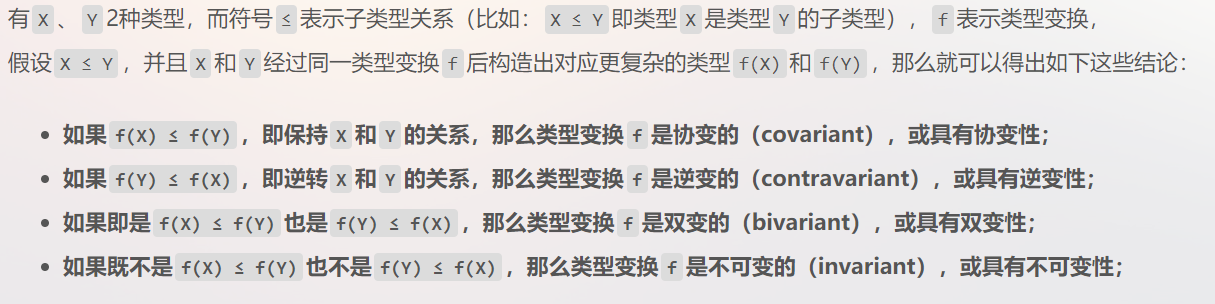 有 X 、 Y 2种类型，而符号 ≤ 表示子类型关系（比如： X ≤ Y 即类型 X 是类型 Y 的子类型）， f 表示类型变换，
假设 X ≤ Y ，并且 X 和 Y 经过同一类型变换 f 后构造出对应更复杂的类型 f(X) 和 f(Y) ，那么就可以得出如下这些结论：
• 如果 f(X) ≤ f(Y) ，即保持 X 和 Y 的关系，那么类型变换 f 是协变的（covariant），或具有协变性；
• 如果 f(Y) ≤ f(X) ，即逆转 X 和 Y 的关系，那么类型变换 f 是逆变的（contravariant），或具有逆变性；
• 如果即是 f(X) ≤ f(Y) 也是 f(Y) ≤ f(X) ，那么类型变换 f 是双变的（bivariant），或具有双变性；
• 如果既不是 f(X) ≤ f(Y) 也不是 f(Y) ≤ f(X) ，那么类型变换 f 是不可变的（invariant），或具有不可变性；